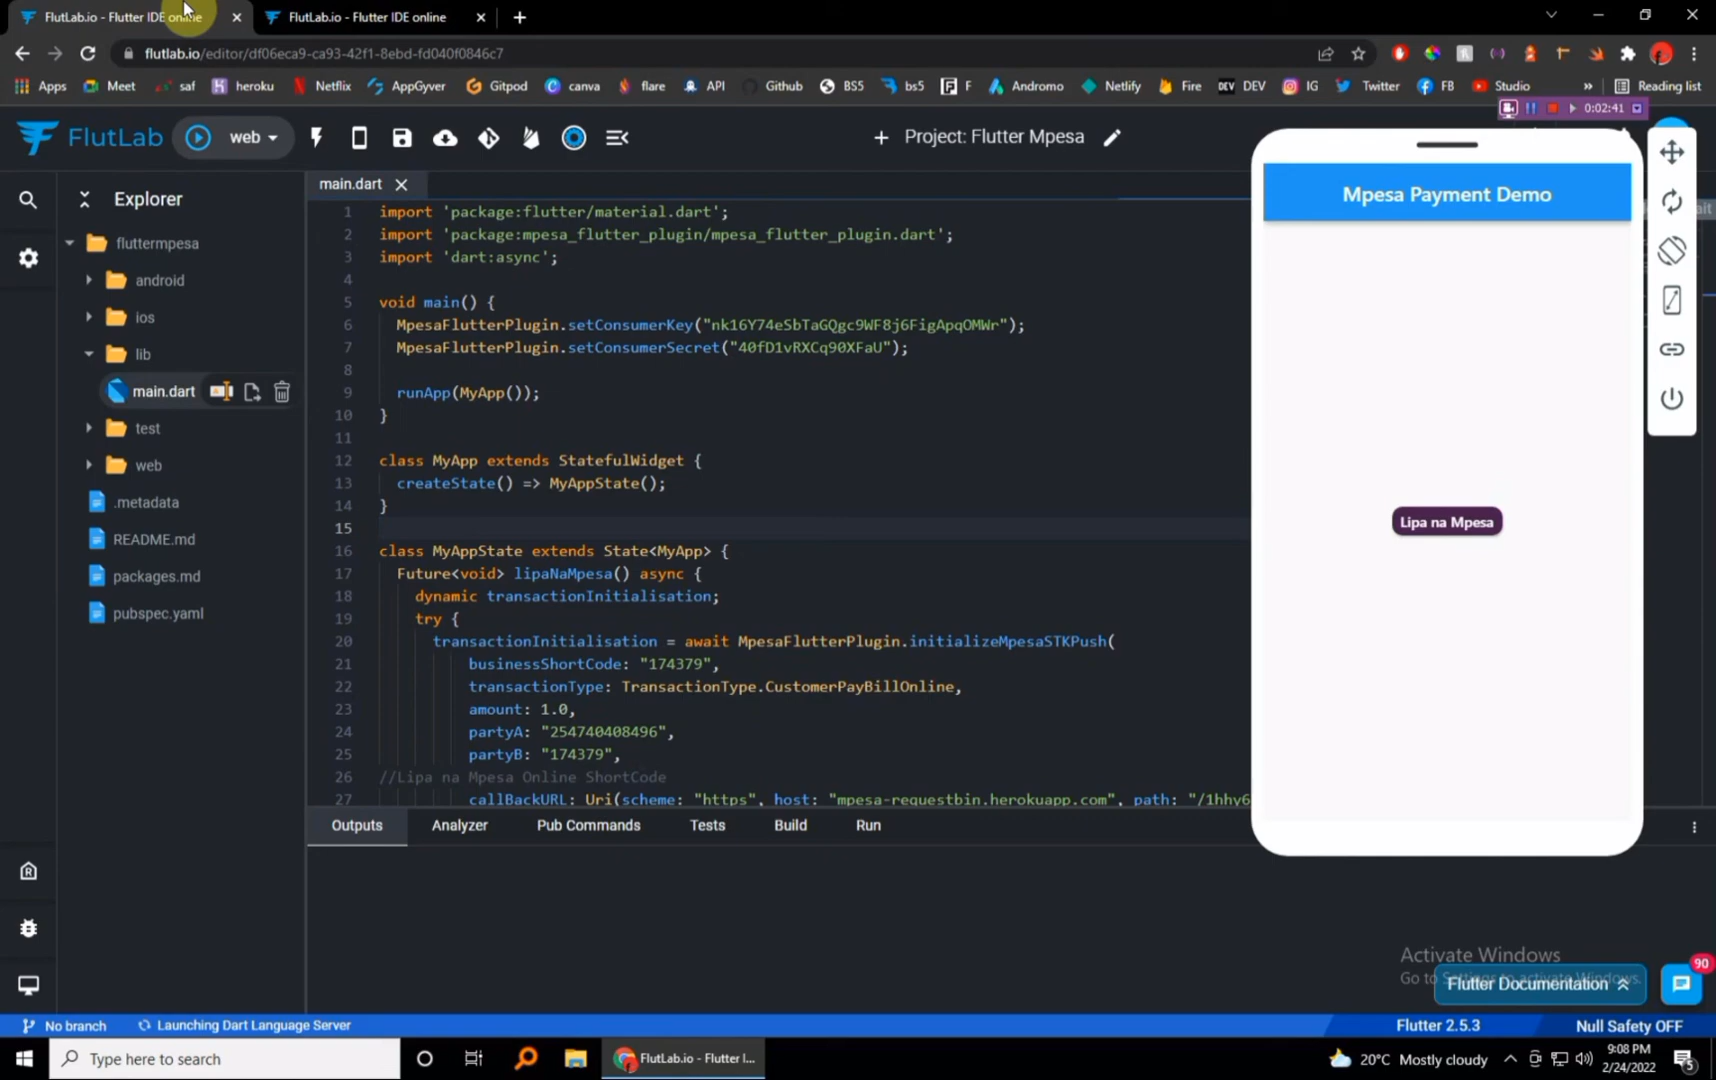 FlutLab.io - Flutter IDE online
FlutLab.io - Flutter IDE online
flutlab.io/editor/df06eca9-ca93-42f1-8ebd-fd040f0846c7
Apps Meet saf heroku Netflix AppGyver Gitpod canva flare API Github BS5 bs5 F Andromo Netlify Fire DEV DEV IG Twitter FB Studio » Reading list
0:02:41
FlutLab web Project: Flutter Mpesa
Explorer
fluttermpesa
android
ios
lib
main.dart
test
web
.metadata
README.md
packages.md
pubspec.yaml
main.dart
1 import 'package:flutter/material.dart';
2 import 'package:mpesa_flutter_plugin/mpesa_flutter_plugin.dart';
3 import 'dart:async';
4
5 void main() {
6 MpesaFlutterPlugin.setConsumerKey("nk16Y74eSbTaGQgc9WF8j6FigApqOMWr");
7 MpesaFlutterPlugin.setConsumerSecret("40fD1vRXCq90XFaU");
8
9 runApp(MyApp());
10 }
11
12 class MyApp extends StatefulWidget {
13 createState() => MyAppState();
14 }
15
16 class MyAppState extends State<MyApp> {
17 Future<void> lipaNaMpesa() async {
18 dynamic transactionInitialisation;
19 try {
20 transactionInitialisation = await MpesaFlutterPlugin.initializeMpesaSTKPush(
21 businessShortCode: "174379",
22 transactionType: TransactionType.CustomerPayBillOnline,
23 amount: 1.0,
24 partyA: "254740408496",
25 partyB: "174379",
26 //Lipa na Mpesa Online ShortCode
27 callBackURL: Uri(scheme: "https", host: "mpesa-requestbin.herokuapp.com", path: "/1hhy6
Mpesa Payment Demo
Lipa na Mpesa
Outputs Analyzer Pub Commands Tests Build Run
Activate Windows
Go to Settings to activate Windows.
Flutter Documentation
90
No branch Launching Dart Language Server Flutter 2.5.3 Null Safety OFF
Type here to search
FlutLab.io - Flutter I...
20°C Mostly cloudy
9:08 PM
2/24/2022
5